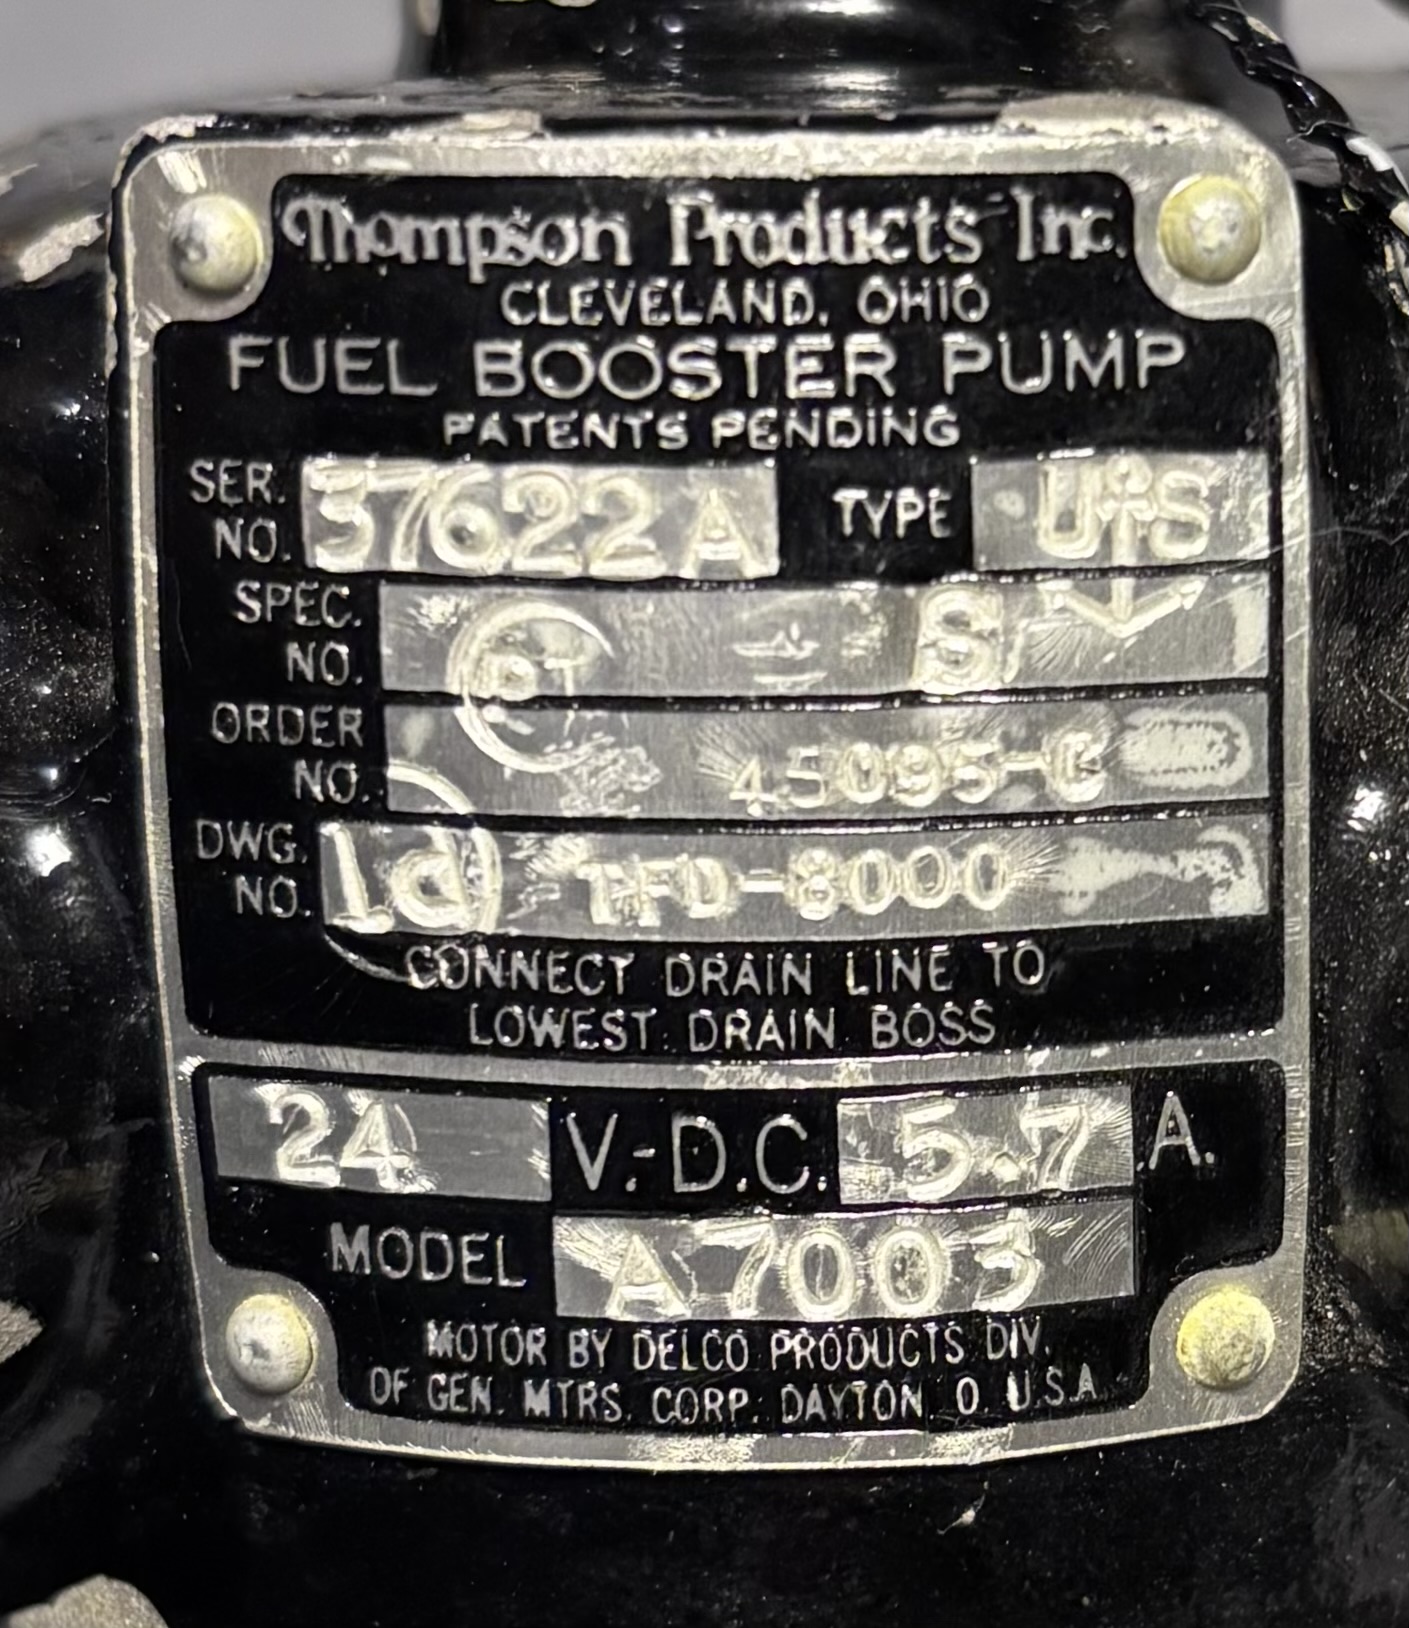 Thompson Products Inc.
CLEVELAND, OHIO
FUEL BOOSTER PUMP
PATENTS PENDING
SER. NO. 37622A TYPE U S
SPEC. NO. S
ORDER NO. 45095-C
DWG. NO. TFD-8000
CONNECT DRAIN LINE TO
LOWEST DRAIN BOSS
24 V.-D.C. 5.7 A.
MODEL A7003
MOTOR BY DELCO PRODUCTS DIV.
OF GEN. MTRS. CORP. DAYTON, O. U.S.A.